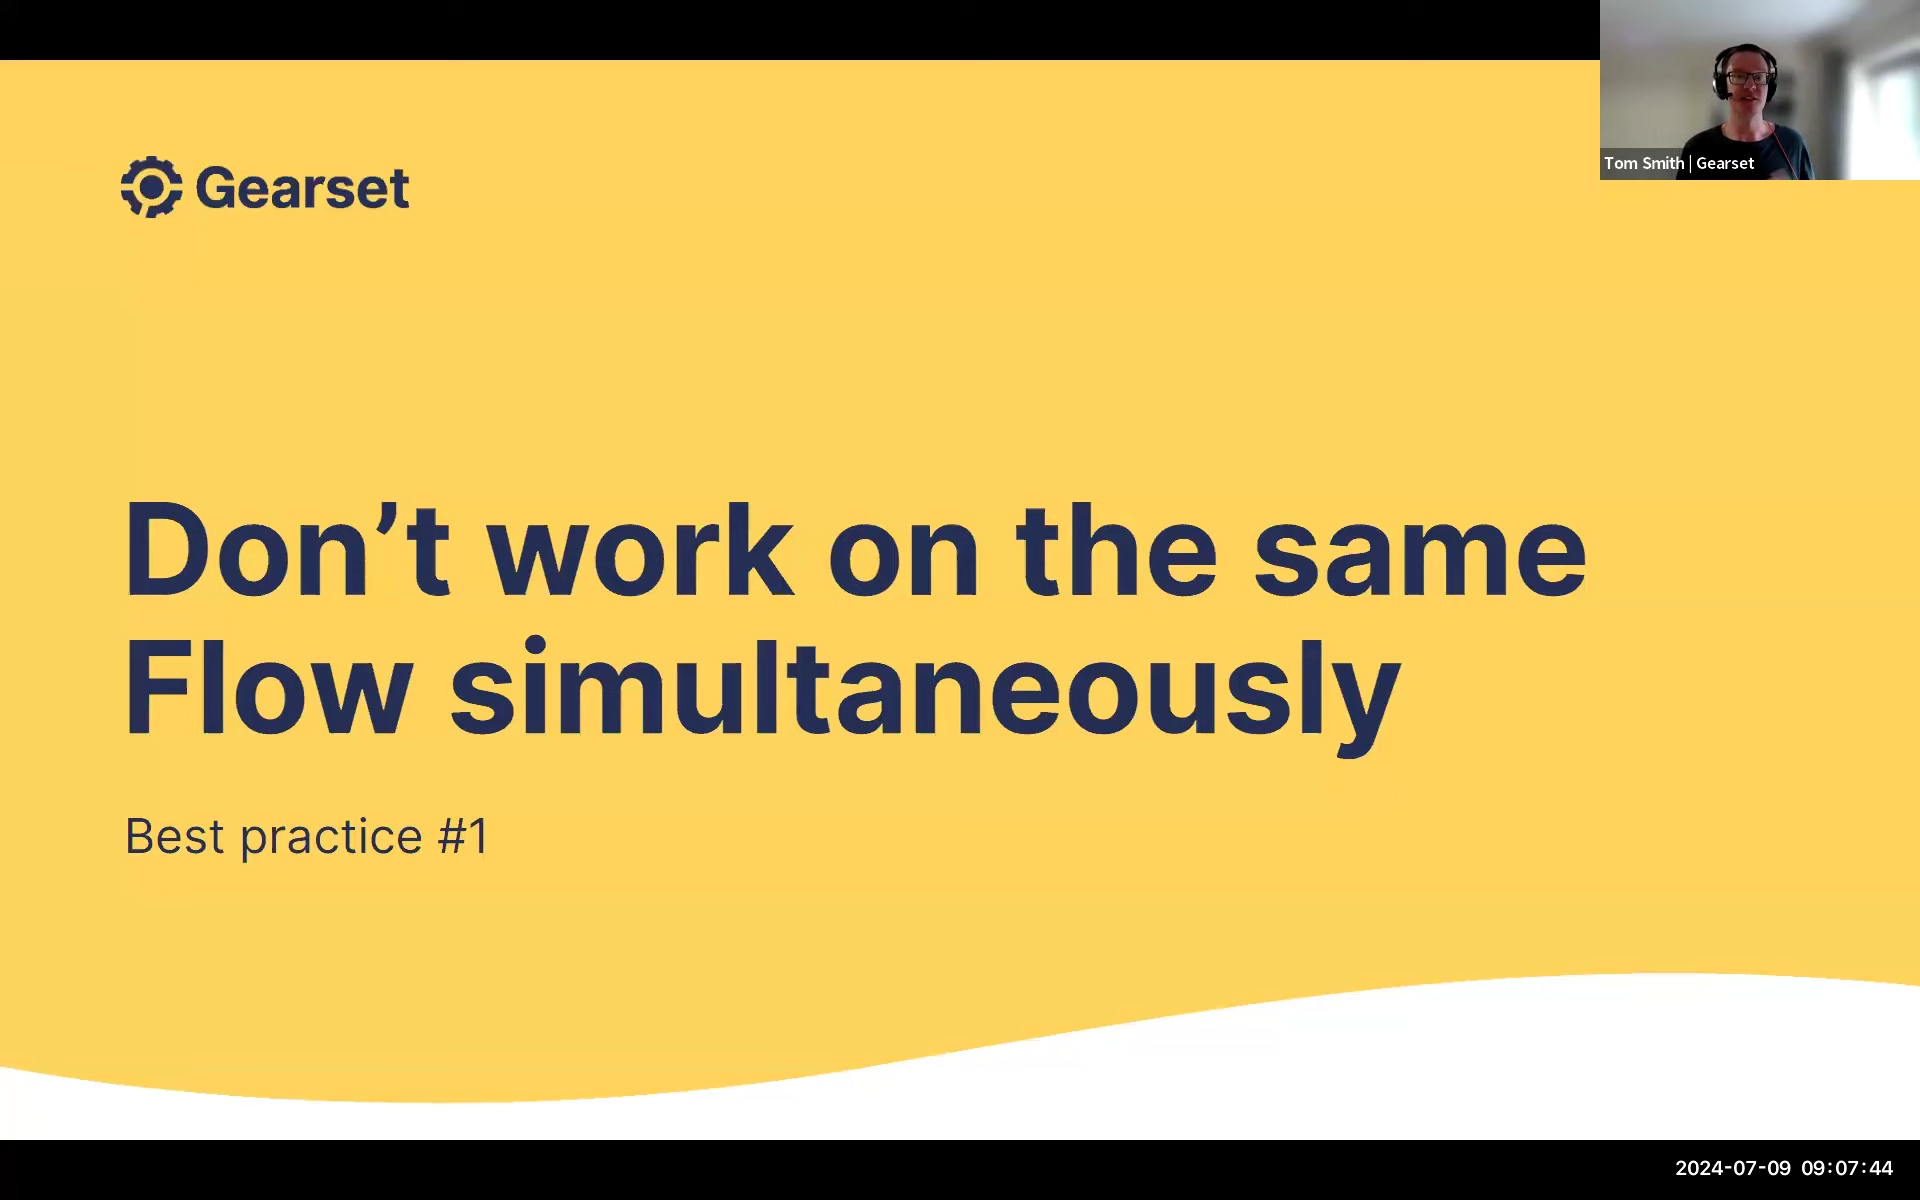 Tom Smith | Gearset
Gearset
Don’t work on the same
Flow simultaneously
Best practice #1
2024-07-09 09:07:44